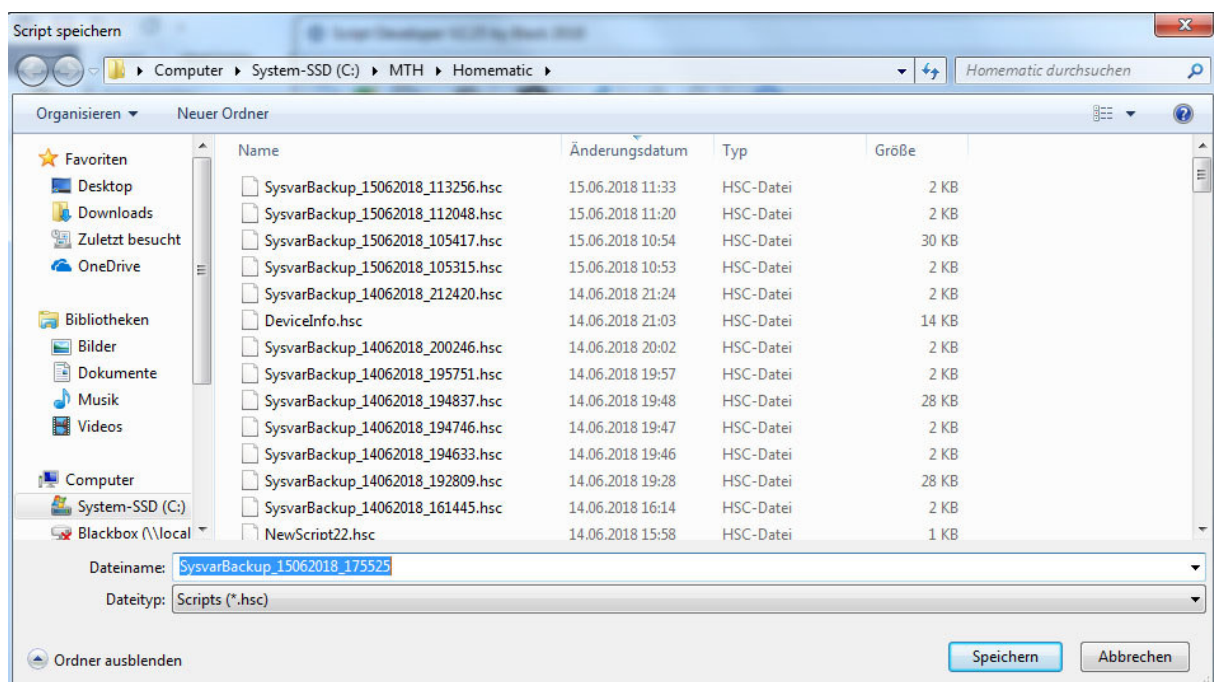 Script speichern
Script Developer V2.25 by Black 2018
Computer System-SSD (C:) MTH Homematic
Homematic durchsuchen
Organisieren Neuer Ordner
Favoriten
Desktop
Downloads
Zuletzt besucht
OneDrive
Bibliotheken
Bilder
Dokumente
Musik
Videos
Computer
System-SSD (C:)
Blackbox (\\local
Name Änderungsdatum Typ Größe
SysvarBackup_15062018_113256.hsc 15.06.2018 11:33 HSC-Datei 2 KB
SysvarBackup_15062018_112048.hsc 15.06.2018 11:20 HSC-Datei 2 KB
SysvarBackup_15062018_105417.hsc 15.06.2018 10:54 HSC-Datei 30 KB
SysvarBackup_15062018_105315.hsc 15.06.2018 10:53 HSC-Datei 2 KB
SysvarBackup_14062018_212420.hsc 14.06.2018 21:24 HSC-Datei 2 KB
DeviceInfo.hsc 14.06.2018 21:03 HSC-Datei 14 KB
SysvarBackup_14062018_200246.hsc 14.06.2018 20:02 HSC-Datei 2 KB
SysvarBackup_14062018_195751.hsc 14.06.2018 19:57 HSC-Datei 2 KB
SysvarBackup_14062018_194837.hsc 14.06.2018 19:48 HSC-Datei 28 KB
SysvarBackup_14062018_194746.hsc 14.06.2018 19:47 HSC-Datei 2 KB
SysvarBackup_14062018_194633.hsc 14.06.2018 19:46 HSC-Datei 2 KB
SysvarBackup_14062018_192809.hsc 14.06.2018 19:28 HSC-Datei 28 KB
SysvarBackup_14062018_161445.hsc 14.06.2018 16:14 HSC-Datei 2 KB
NewScript22.hsc 14.06.2018 15:58 HSC-Datei 1 KB
Dateiname: SysvarBackup_15062018_175525
Dateityp: Scripts (*.hsc)
Ordner ausblenden
Speichern Abbrechen